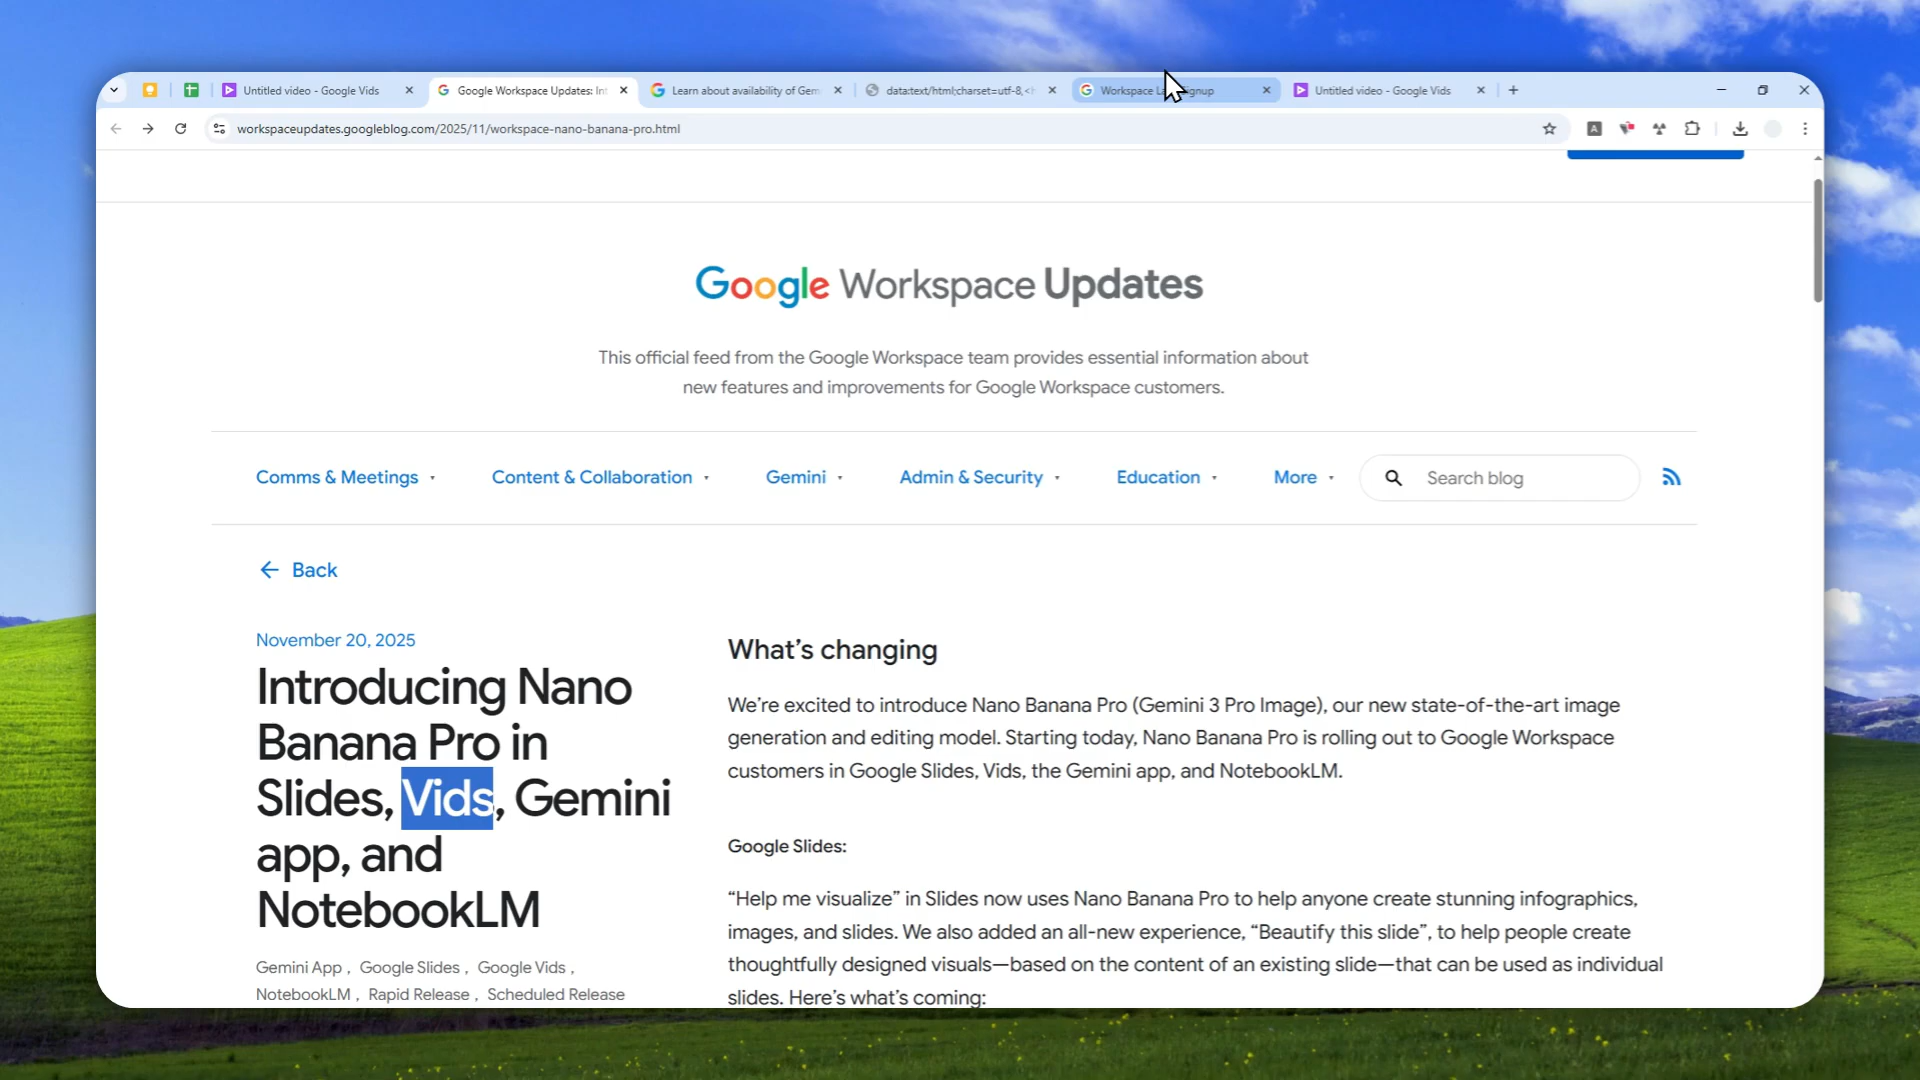 Untitled video - Google Vids
Google Workspace Updates: In
Learn about availability of Gem
data:text/html;charset=utf-8,<h
Workspace
Untitled video - Google Vids
workspaceupdates.googleblog.com/2025/11/workspace-nano-banana-pro.html
A
Google Workspace Updates
This official feed from the Google Workspace team provides essential information about
new features and improvements for Google Workspace customers.
Comms & Meetings
Content & Collaboration
Gemini
Admin & Security
Education
More
Search blog
Back
November 20, 2025
Introducing Nano
Banana Pro in
Slides, Vids, Gemini
app, and
NotebookLM
Gemini App , Google Slides , Google Vids ,
NotebookLM , Rapid Release , Scheduled Release
What’s changing
We’re excited to introduce Nano Banana Pro (Gemini 3 Pro Image), our new state-of-the-art image
generation and editing model. Starting today, Nano Banana Pro is rolling out to Google Workspace
customers in Google Slides, Vids, the Gemini app, and NotebookLM.
Google Slides:
“Help me visualize” in Slides now uses Nano Banana Pro to help anyone create stunning infographics,
images, and slides. We also added an all-new experience, “Beautify this slide”, to help people create
thoughtfully designed visuals—based on the content of an existing slide—that can be used as individual
slides. Here’s what’s coming: